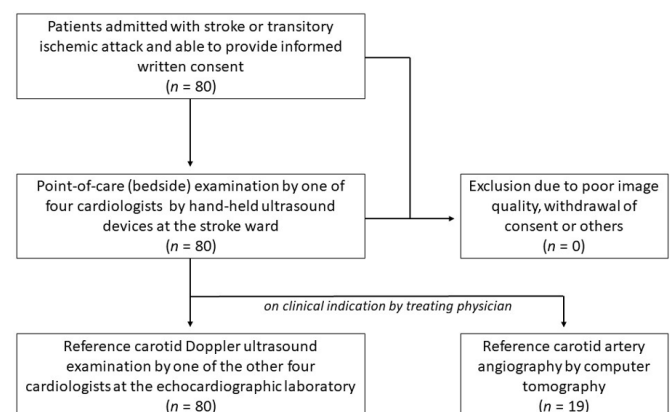 Patients admitted with stroke or transitory
ischemic attack and able to provide informed
written consent
(n = 80)
Point-of-care (bedside) examination by one of
four cardiologists by hand-held ultrasound
devices at the stroke ward
(n = 80)
Exclusion due to poor image
quality, withdrawal of
consent or others
(n = 0)
on clinical indication by treating physician
Reference carotid Doppler ultrasound
examination by one of the other four
cardiologists at the echocardiographic laboratory
(n = 80)
Reference carotid artery
angiography by computer
tomography
(n = 19)